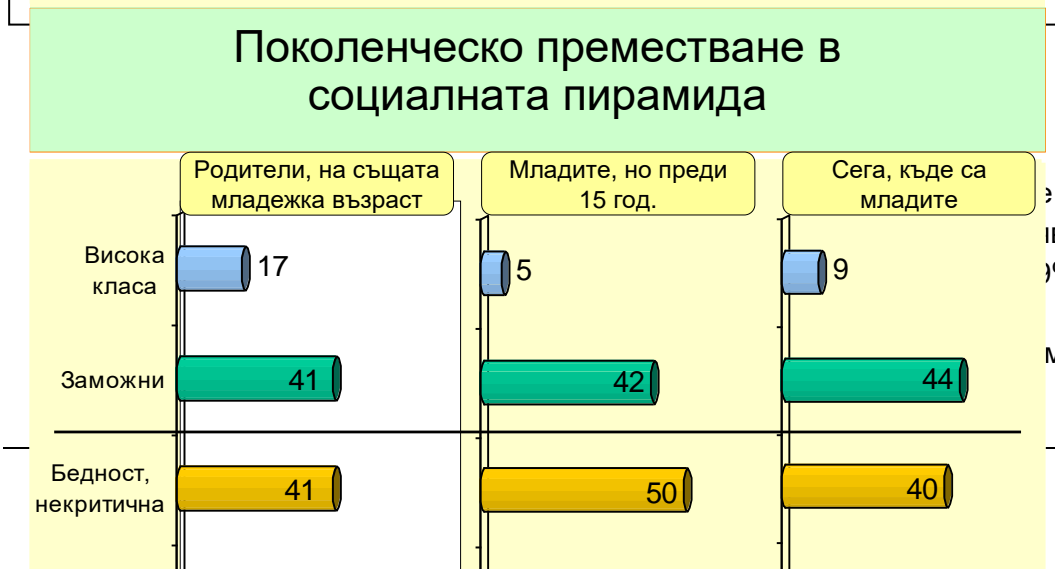 Поколенческо преместване в
социалната пирамида
Родители, на същата
младежка възраст
Младите, но преди
15 год.
Сега, къде са
младите
Висока
класа
17
5
9
Заможни
41
42
44
Бедност,
некритична
41
50
40